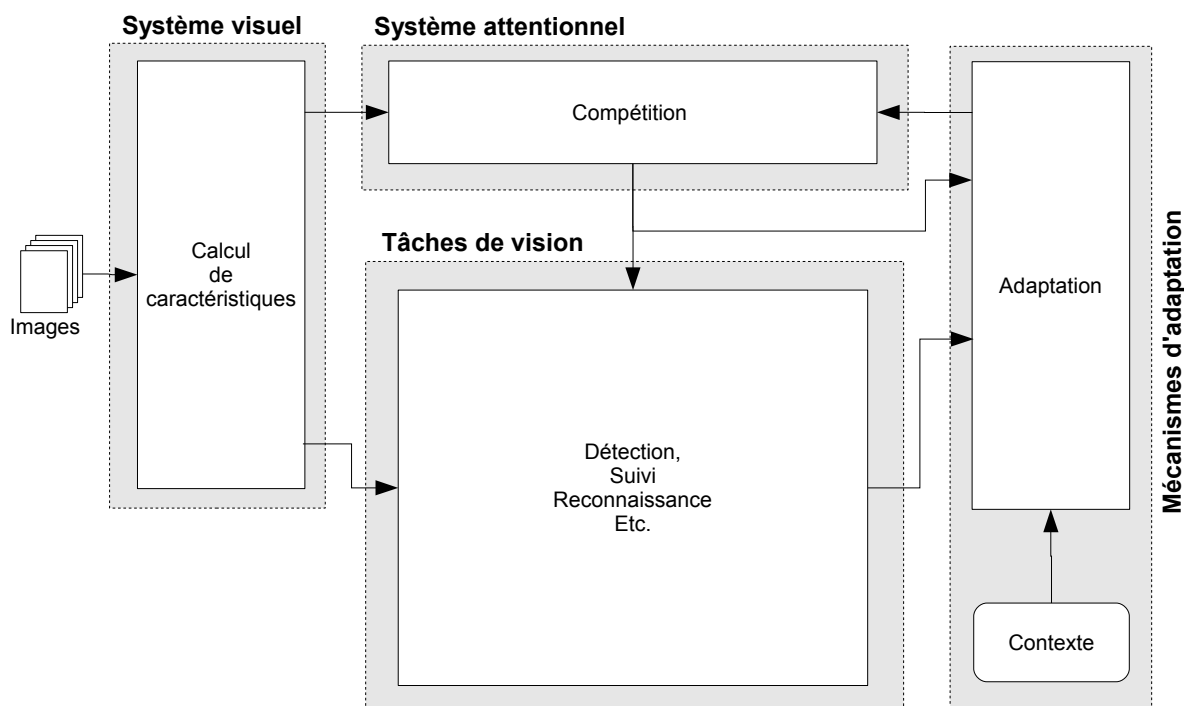 Système visuel
Système attentionnel
Compétition
Tâches de vision
Calcul
de
caractéristiques
Images
Adaptation
Mécanismes d'adaptation
Détection,
Suivi
Reconnaissance
Etc.
Contexte